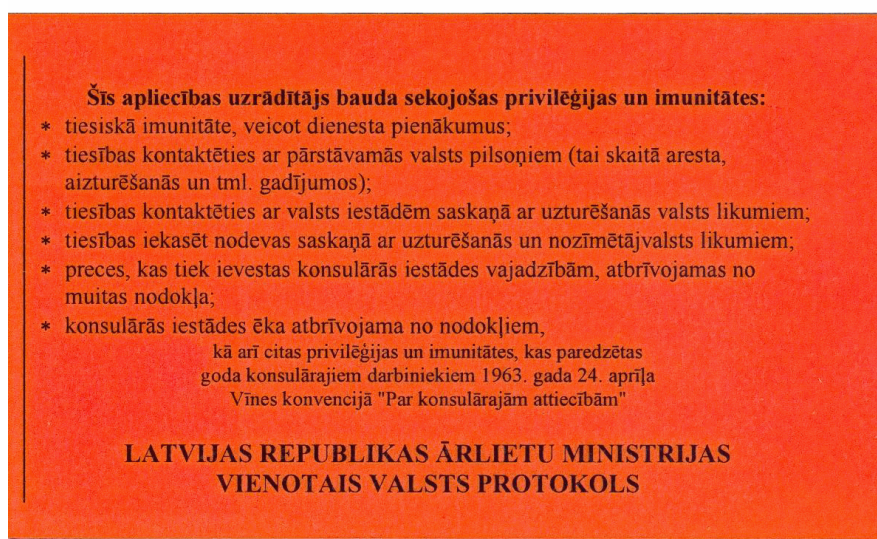 Šīs apliecības uzrādītājs bauda sekojošas privilēģijas un imunitātes:
* tiesiskā imunitāte, veicot dienesta pienākumus;
* tiesības kontaktēties ar pārstāvamās valsts pilsoņiem (tai skaitā aresta,
aizturēšanās un tml. gadījumos);
* tiesības kontaktēties ar valsts iestādēm saskaņā ar uzturēšanās valsts likumiem;
* tiesības iekasēt nodevas saskaņā ar uzturēšanās un nozīmētājvalsts likumiem;
* preces, kas tiek ievestas konsulārās iestādes vajadzībām, atbrīvojamas no
muitas nodokļa;
* konsulārās iestādes ēka atbrīvojama no nodokļiem,
kā arī citas privilēģijas un imunitātes, kas paredzētas
goda konsulārajiem darbiniekiem 1963. gada 24. aprīļa
Vīnes konvencijā "Par konsulārajām attiecībām"
LATVIJAS REPUBLIKAS ĀRLIETU MINISTRIJAS
VIENOTAIS VALSTS PROTOKOLS